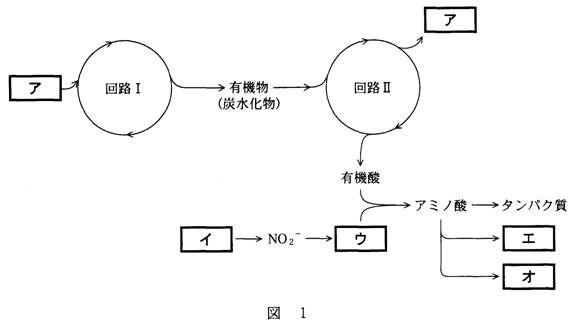 ア
ア
回路Ⅰ
有機物
(炭水化物)
回路Ⅱ
有機酸
アミノ酸
タンパク質
イ
NO₂⁻
ウ
エ
オ
図 1